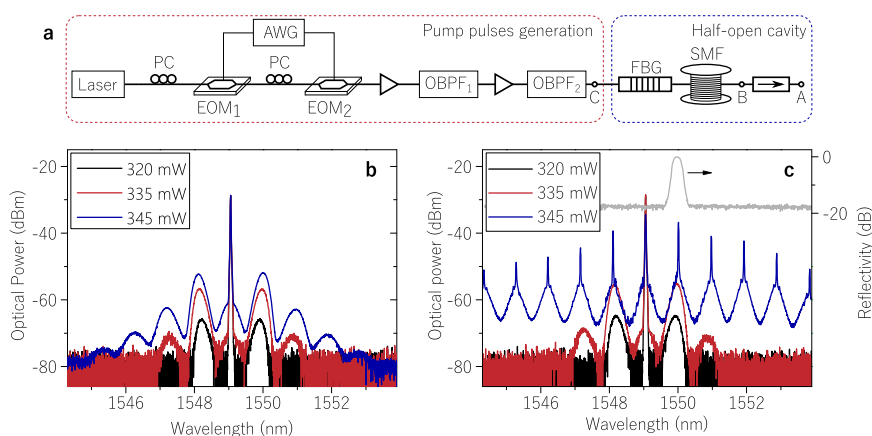 a
Pump pulses generation
Half-open cavity
AWG
PC
PC
FBG
SMF
Laser
EOM1
EOM2
OBPF1
OBPF2
C
B
A
b
320 mW
335 mW
345 mW
Optical Power (dBm)
-20
-40
-60
-80
1546
1548
1550
1552
Wavelength (nm)
c
320 mW
335 mW
345 mW
Optical power (dBm)
-20
-40
-60
-80
1546
1548
1550
1552
Wavelength (nm)
0
-20
Reflectivity (dB)